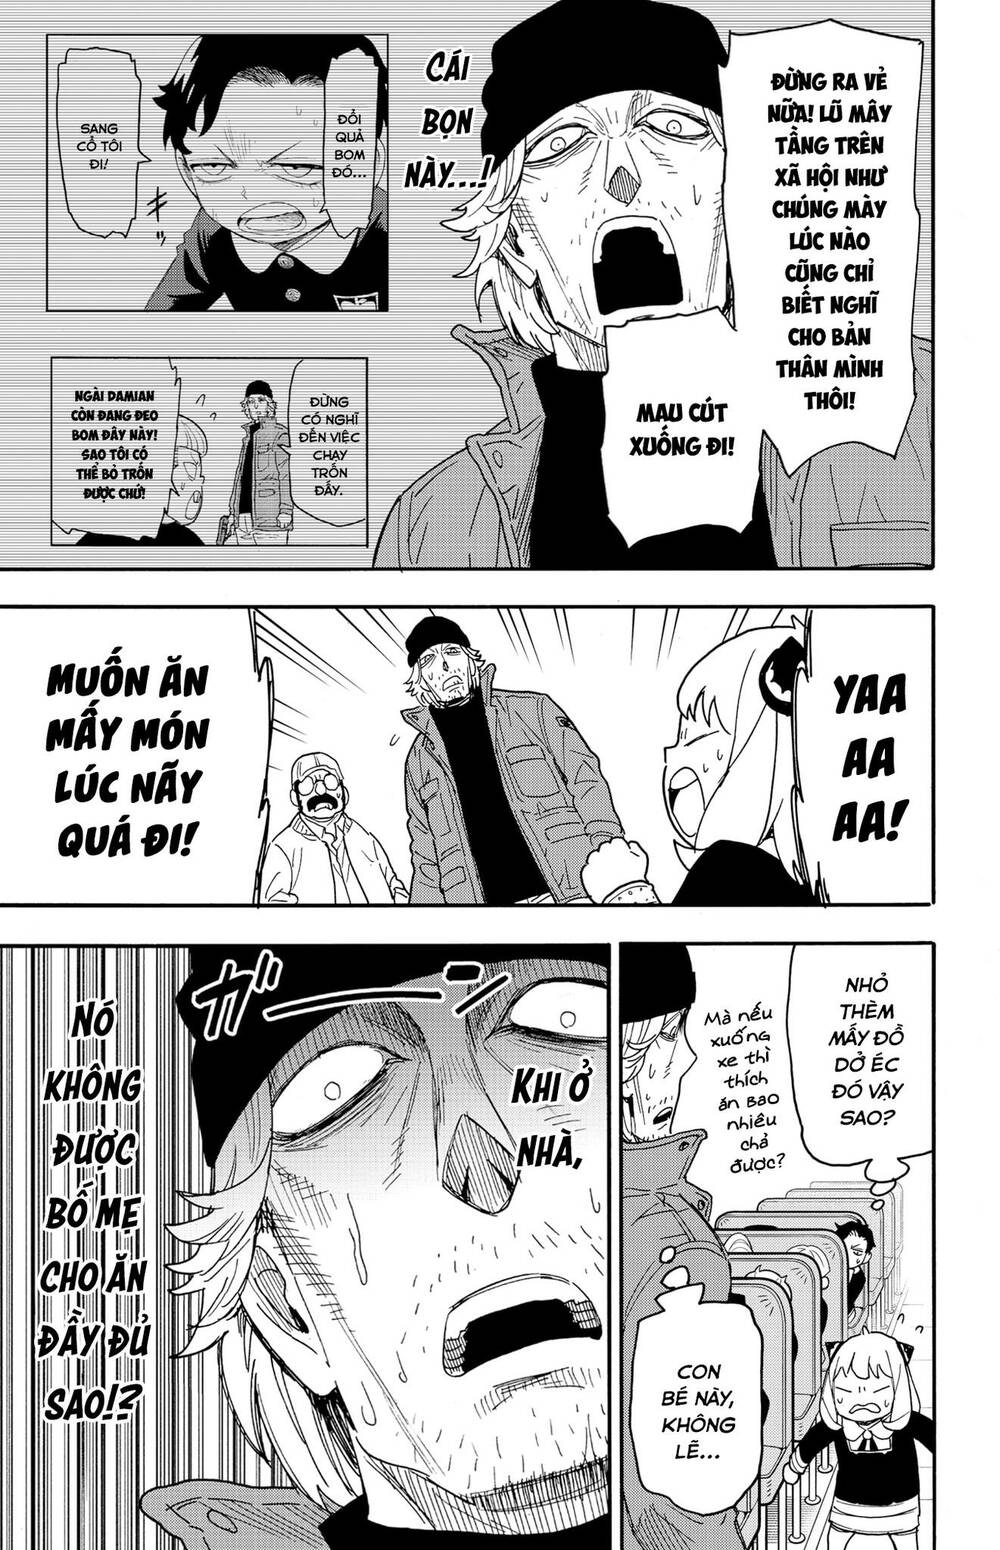 ĐỪNG RA VẺ
NỮA! LŨ MÂY
TẦNG TRÊN
XÃ HỘI NHƯ
CHÚNG MÀY
LÚC NÀO
CŨNG CHỈ
BIẾT NGHĨ
CHO BẢN
THÂN MÌNH
THÔI!
MAU CÚT
XUỐNG ĐI!
CÁI
BỌN
NÀY...!
ĐỔI
QUẢ
BOM
ĐÓ...
SANG
CỔ TÔI
ĐI!
ĐỪNG
CÓ NGHĨ
ĐẾN VIỆC
CHẠY
TRỐN
ĐẤY.
NGÀI DAMIAN
CÒN ĐANG ĐEO
BOM ĐÂY NÀY!
SAO TÔI CÓ
THỂ BỎ TRỐN
ĐƯỢC CHỨ!
YAA
AA
AA!
MUỐN ĂN
MẤY MÓN
LÚC NÃY
QUÁ ĐI!
NHỎ
THÈM
MẤY ĐỒ
DỞ ẸC
ĐÓ VẬY
SAO?
Mà nếu
xuống
xe thì
thích
ăn bao
nhiêu
chả
được?
CON
BÉ NÀY,
KHÔNG
LẼ...
ガーン
KHI Ở
NHÀ,
NÓ
KHÔNG
ĐƯỢC
BỐ MẸ
CHO ĂN
ĐẦY ĐỦ
SAO!?